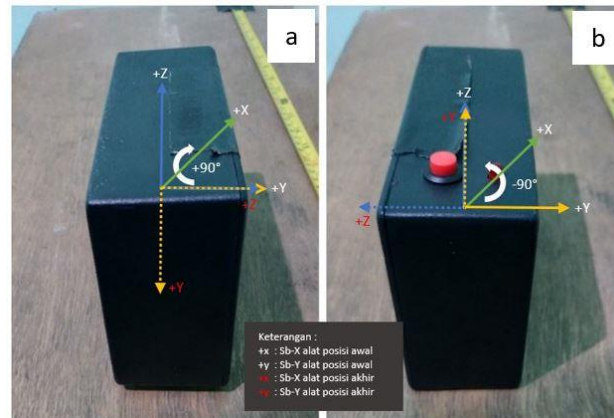 a
+Z
+X
+90°
+Y
+Z
+Y
b
+Z
+Y
+X
-90°
+Z
+Y
Keterangan :
+x : Sb-X alat posisi awal
+y : Sb-Y alat posisi awal
+x : Sb-X alat posisi akhir
+y : Sb-Y alat posisi akhir